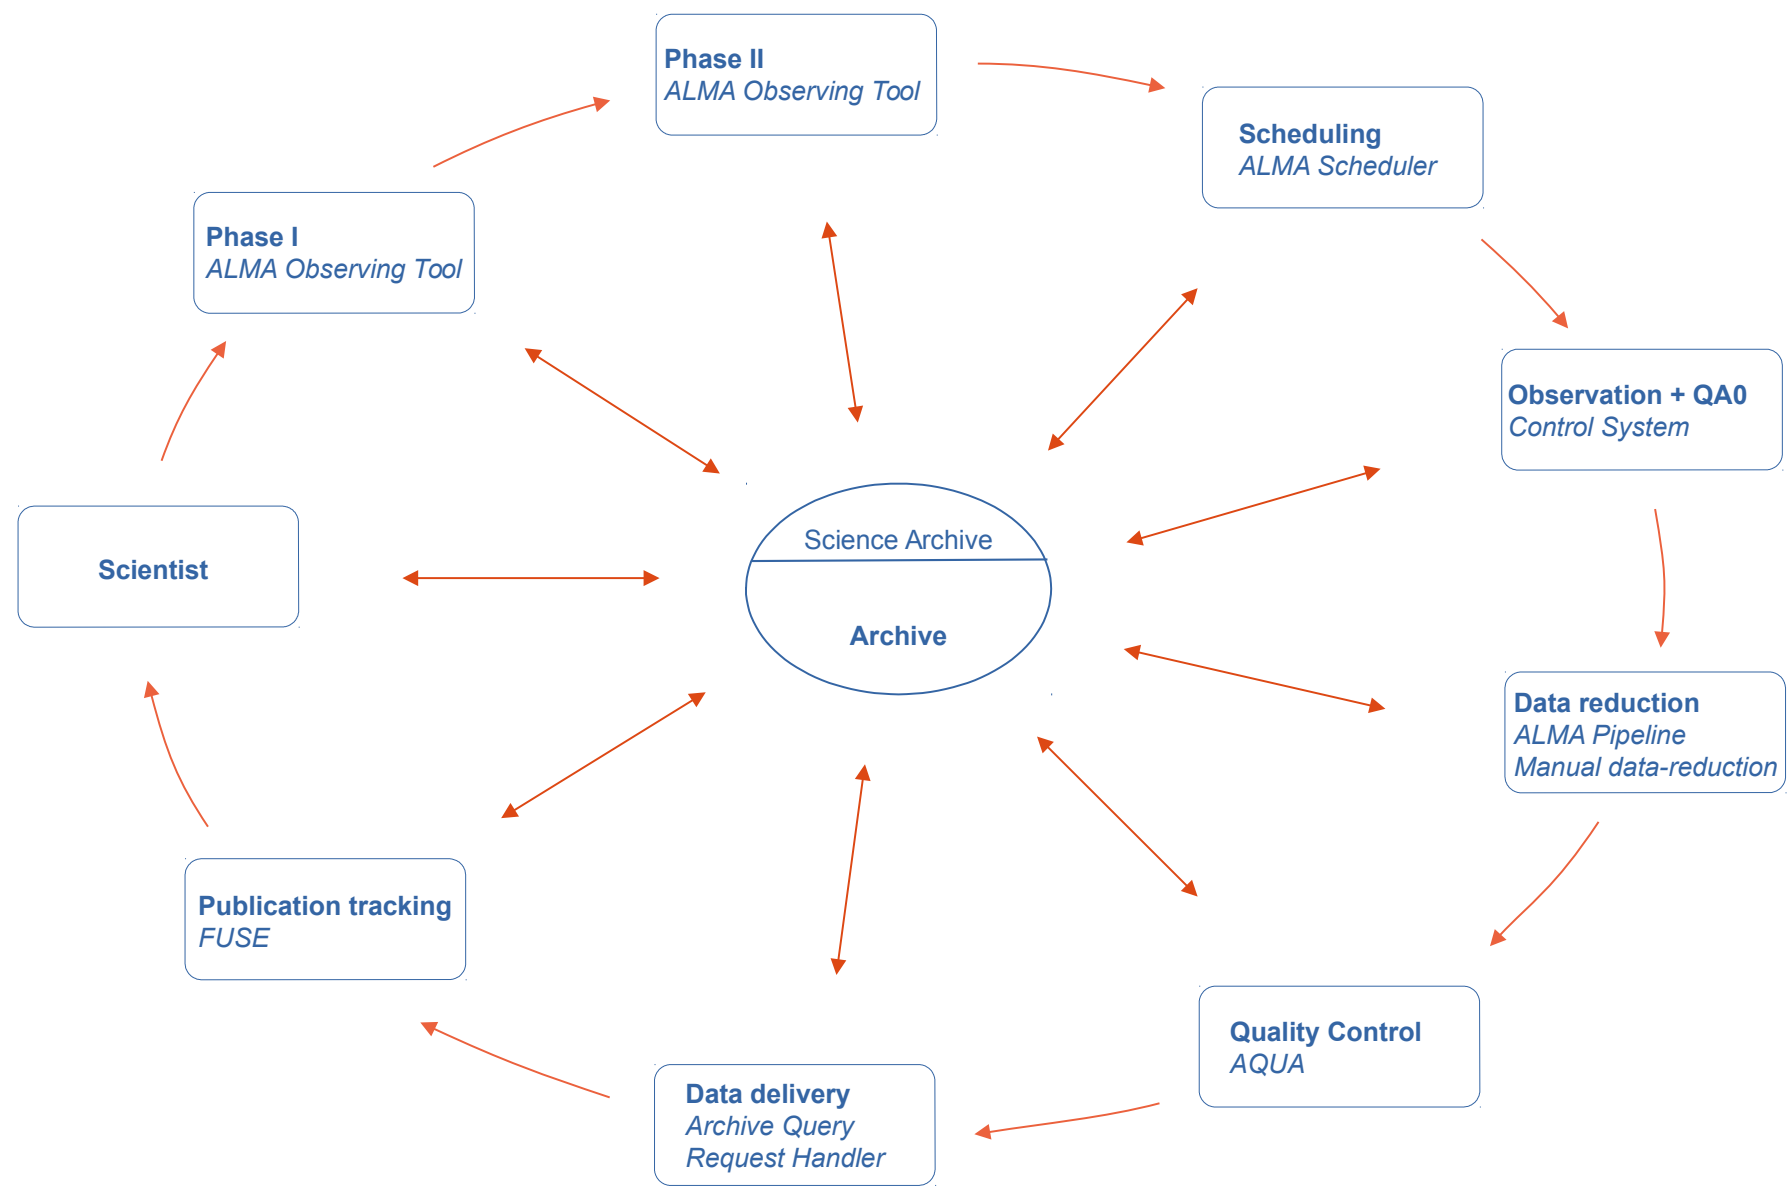 Phase II
ALMA Observing Tool
Scheduling
ALMA Scheduler
Phase I
ALMA Observing Tool
Observation + QA0
Control System
Science Archive
Archive
Scientist
Data reduction
ALMA Pipeline
Manual data-reduction
Publication tracking
FUSE
Quality Control
AQUA
Data delivery
Archive Query
Request Handler